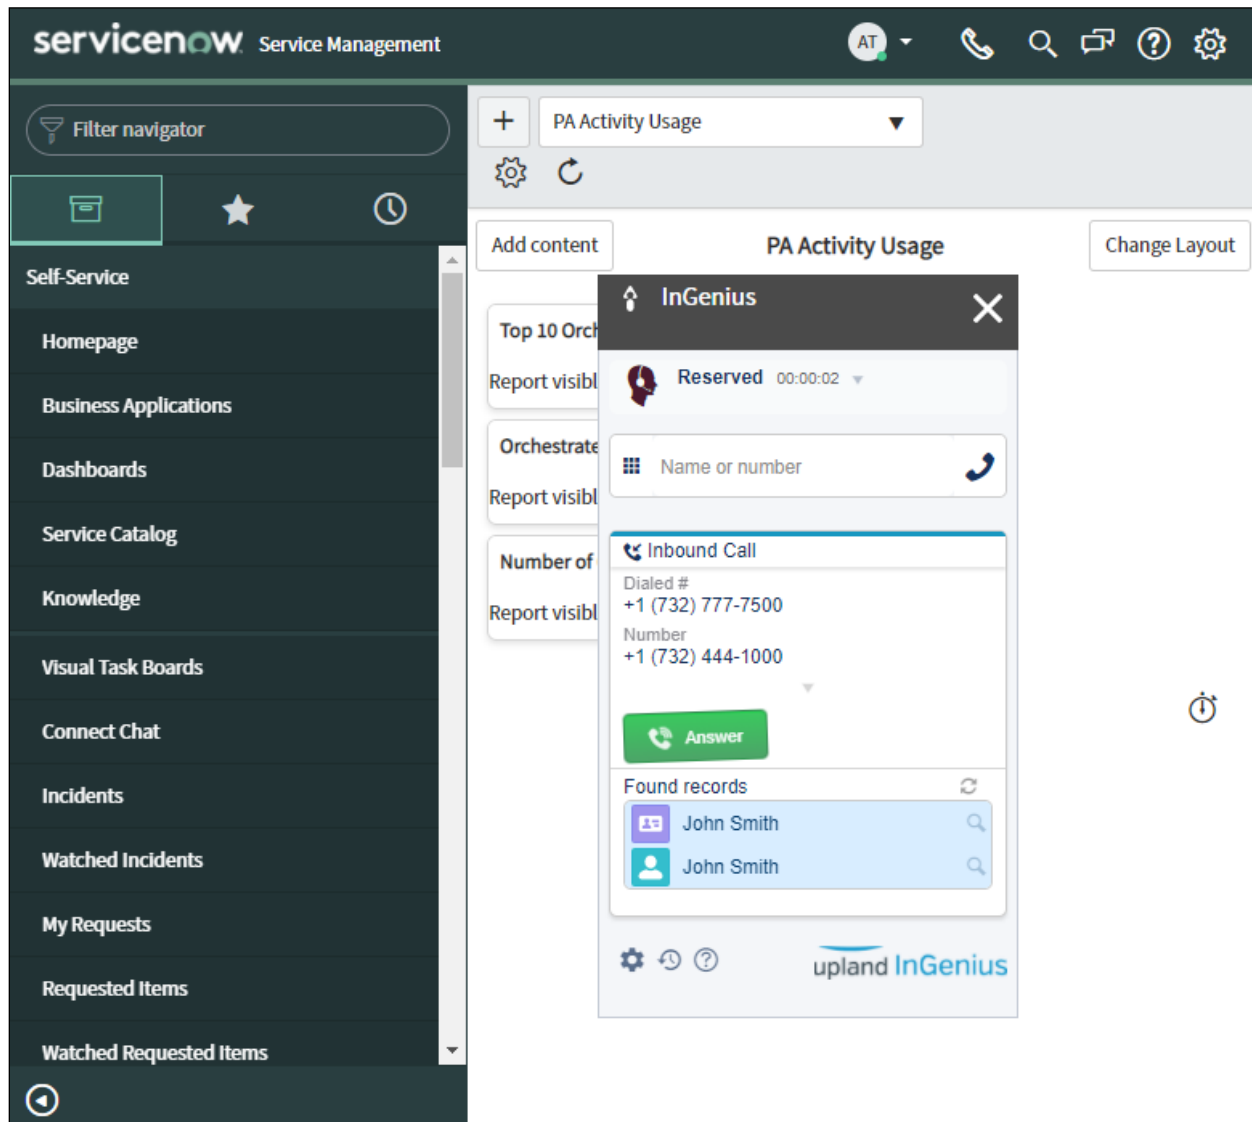 servicenow Service Management
AT
Filter navigator
Self-Service
Homepage
Business Applications
Dashboards
Service Catalog
Knowledge
Visual Task Boards
Connect Chat
Incidents
Watched Incidents
My Requests
Requested Items
Watched Requested Items
PA Activity Usage
Add content
PA Activity Usage
Change Layout
Top 10 Orch
Report visibl
Orchestrate
Report visibl
Number of
Report visibl
InGenius
Reserved 00:00:02
Name or number
Inbound Call
Dialed #
+1 (732) 777-7500
Number
+1 (732) 444-1000
Answer
Found records
John Smith
John Smith
upland InGenius